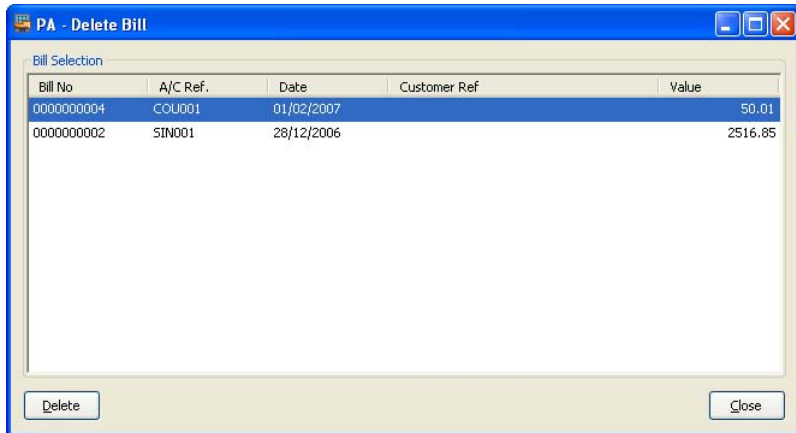 PA - Delete Bill
Bill Selection
Bill No A/C Ref. Date Customer Ref Value
0000000004 COU001 01/02/2007 50.01
0000000002 SIN001 28/12/2006 2516.85
Delete Close